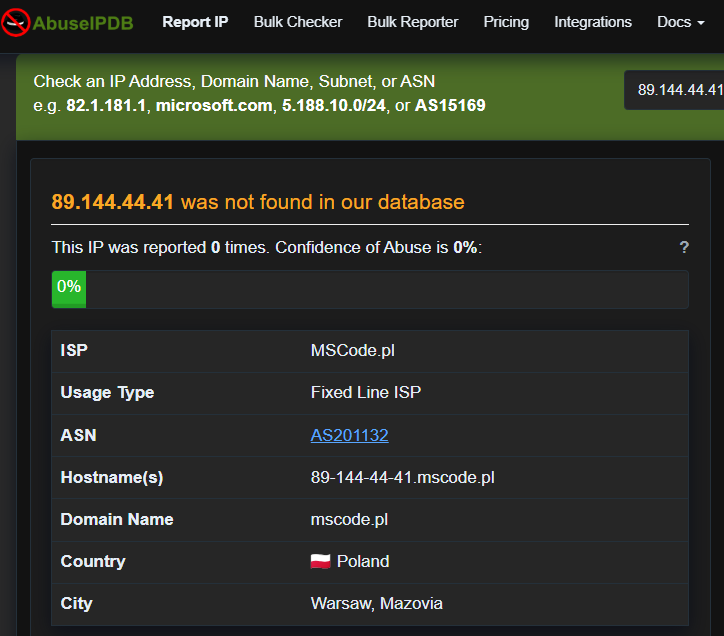 AbuseIPDB Report IP Bulk Checker Bulk Reporter Pricing Integrations Docs
Check an IP Address, Domain Name, Subnet, or ASN
e.g. 82.1.181.1, microsoft.com, 5.188.10.0/24, or AS15169
89.144.44.41
89.144.44.41 was not found in our database
This IP was reported 0 times. Confidence of Abuse is 0%: ?
0%
ISP MSCode.pl
Usage Type Fixed Line ISP
ASN AS201132
Hostname(s) 89-144-44-41.mscode.pl
Domain Name mscode.pl
Country Poland
City Warsaw, Mazovia